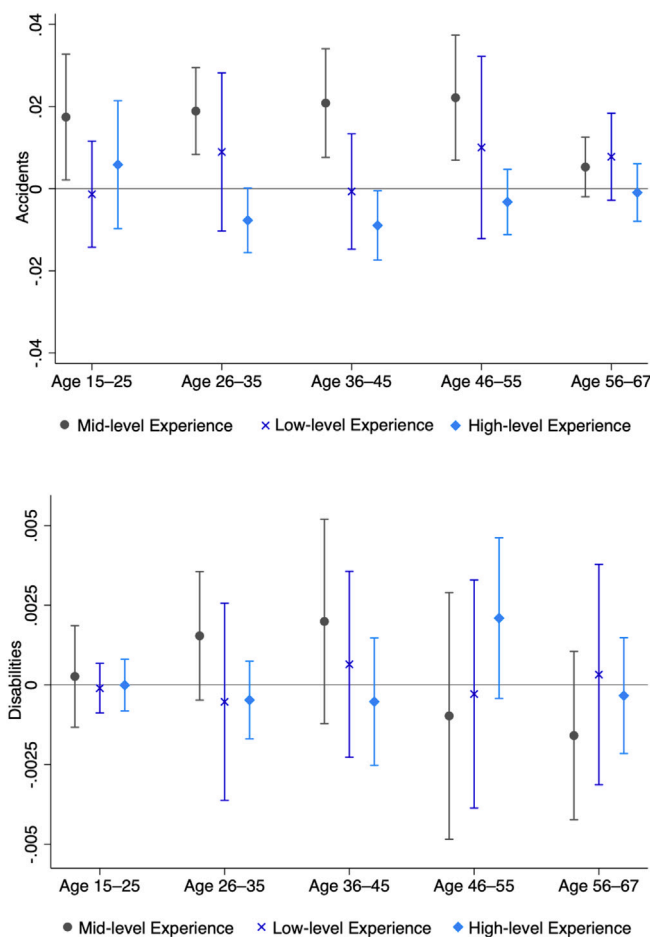 .04
.02
0
-.02
-.04
Accidents
Age 15–25 Age 26–35 Age 36–45 Age 46–55 Age 56–67
Mid-level Experience Low-level Experience High-level Experience
.005
.0025
0
-.0025
-.005
Disabilities
Age 15–25 Age 26–35 Age 36–45 Age 46–55 Age 56–67
Mid-level Experience Low-level Experience High-level Experience